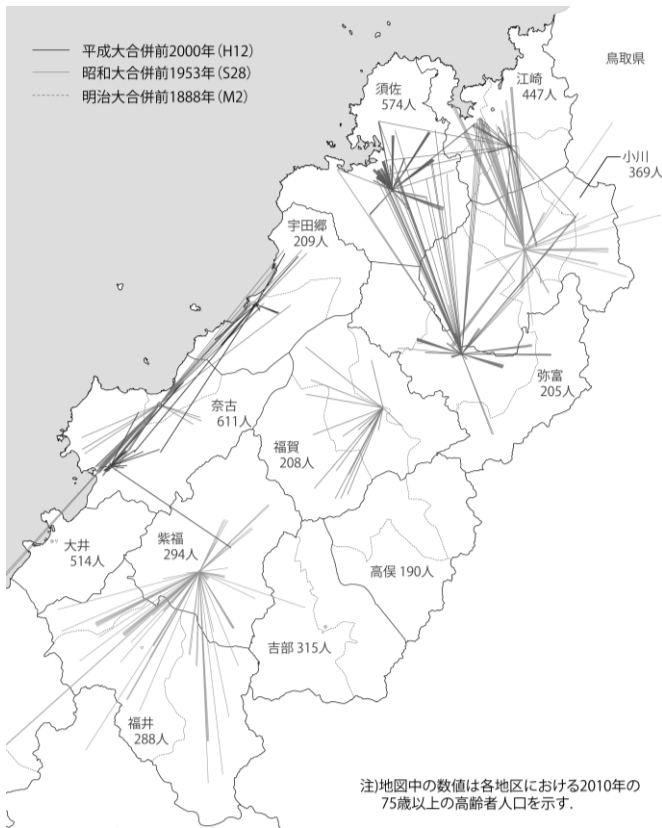 平成大合併前2000年(H12)
昭和大合併前1953年(S28)
明治大合併前1888年(M2)
鳥取県
江崎
447人
須佐
574人
小川
369人
宇田郷
209人
弥富
205人
奈古
611人
福賀
208人
大井
514人
紫福
294人
高俣 190人
吉部 315人
福井
288人
注)地図中の数値は各地区における2010年の
75歳以上の高齢者人口を示す.